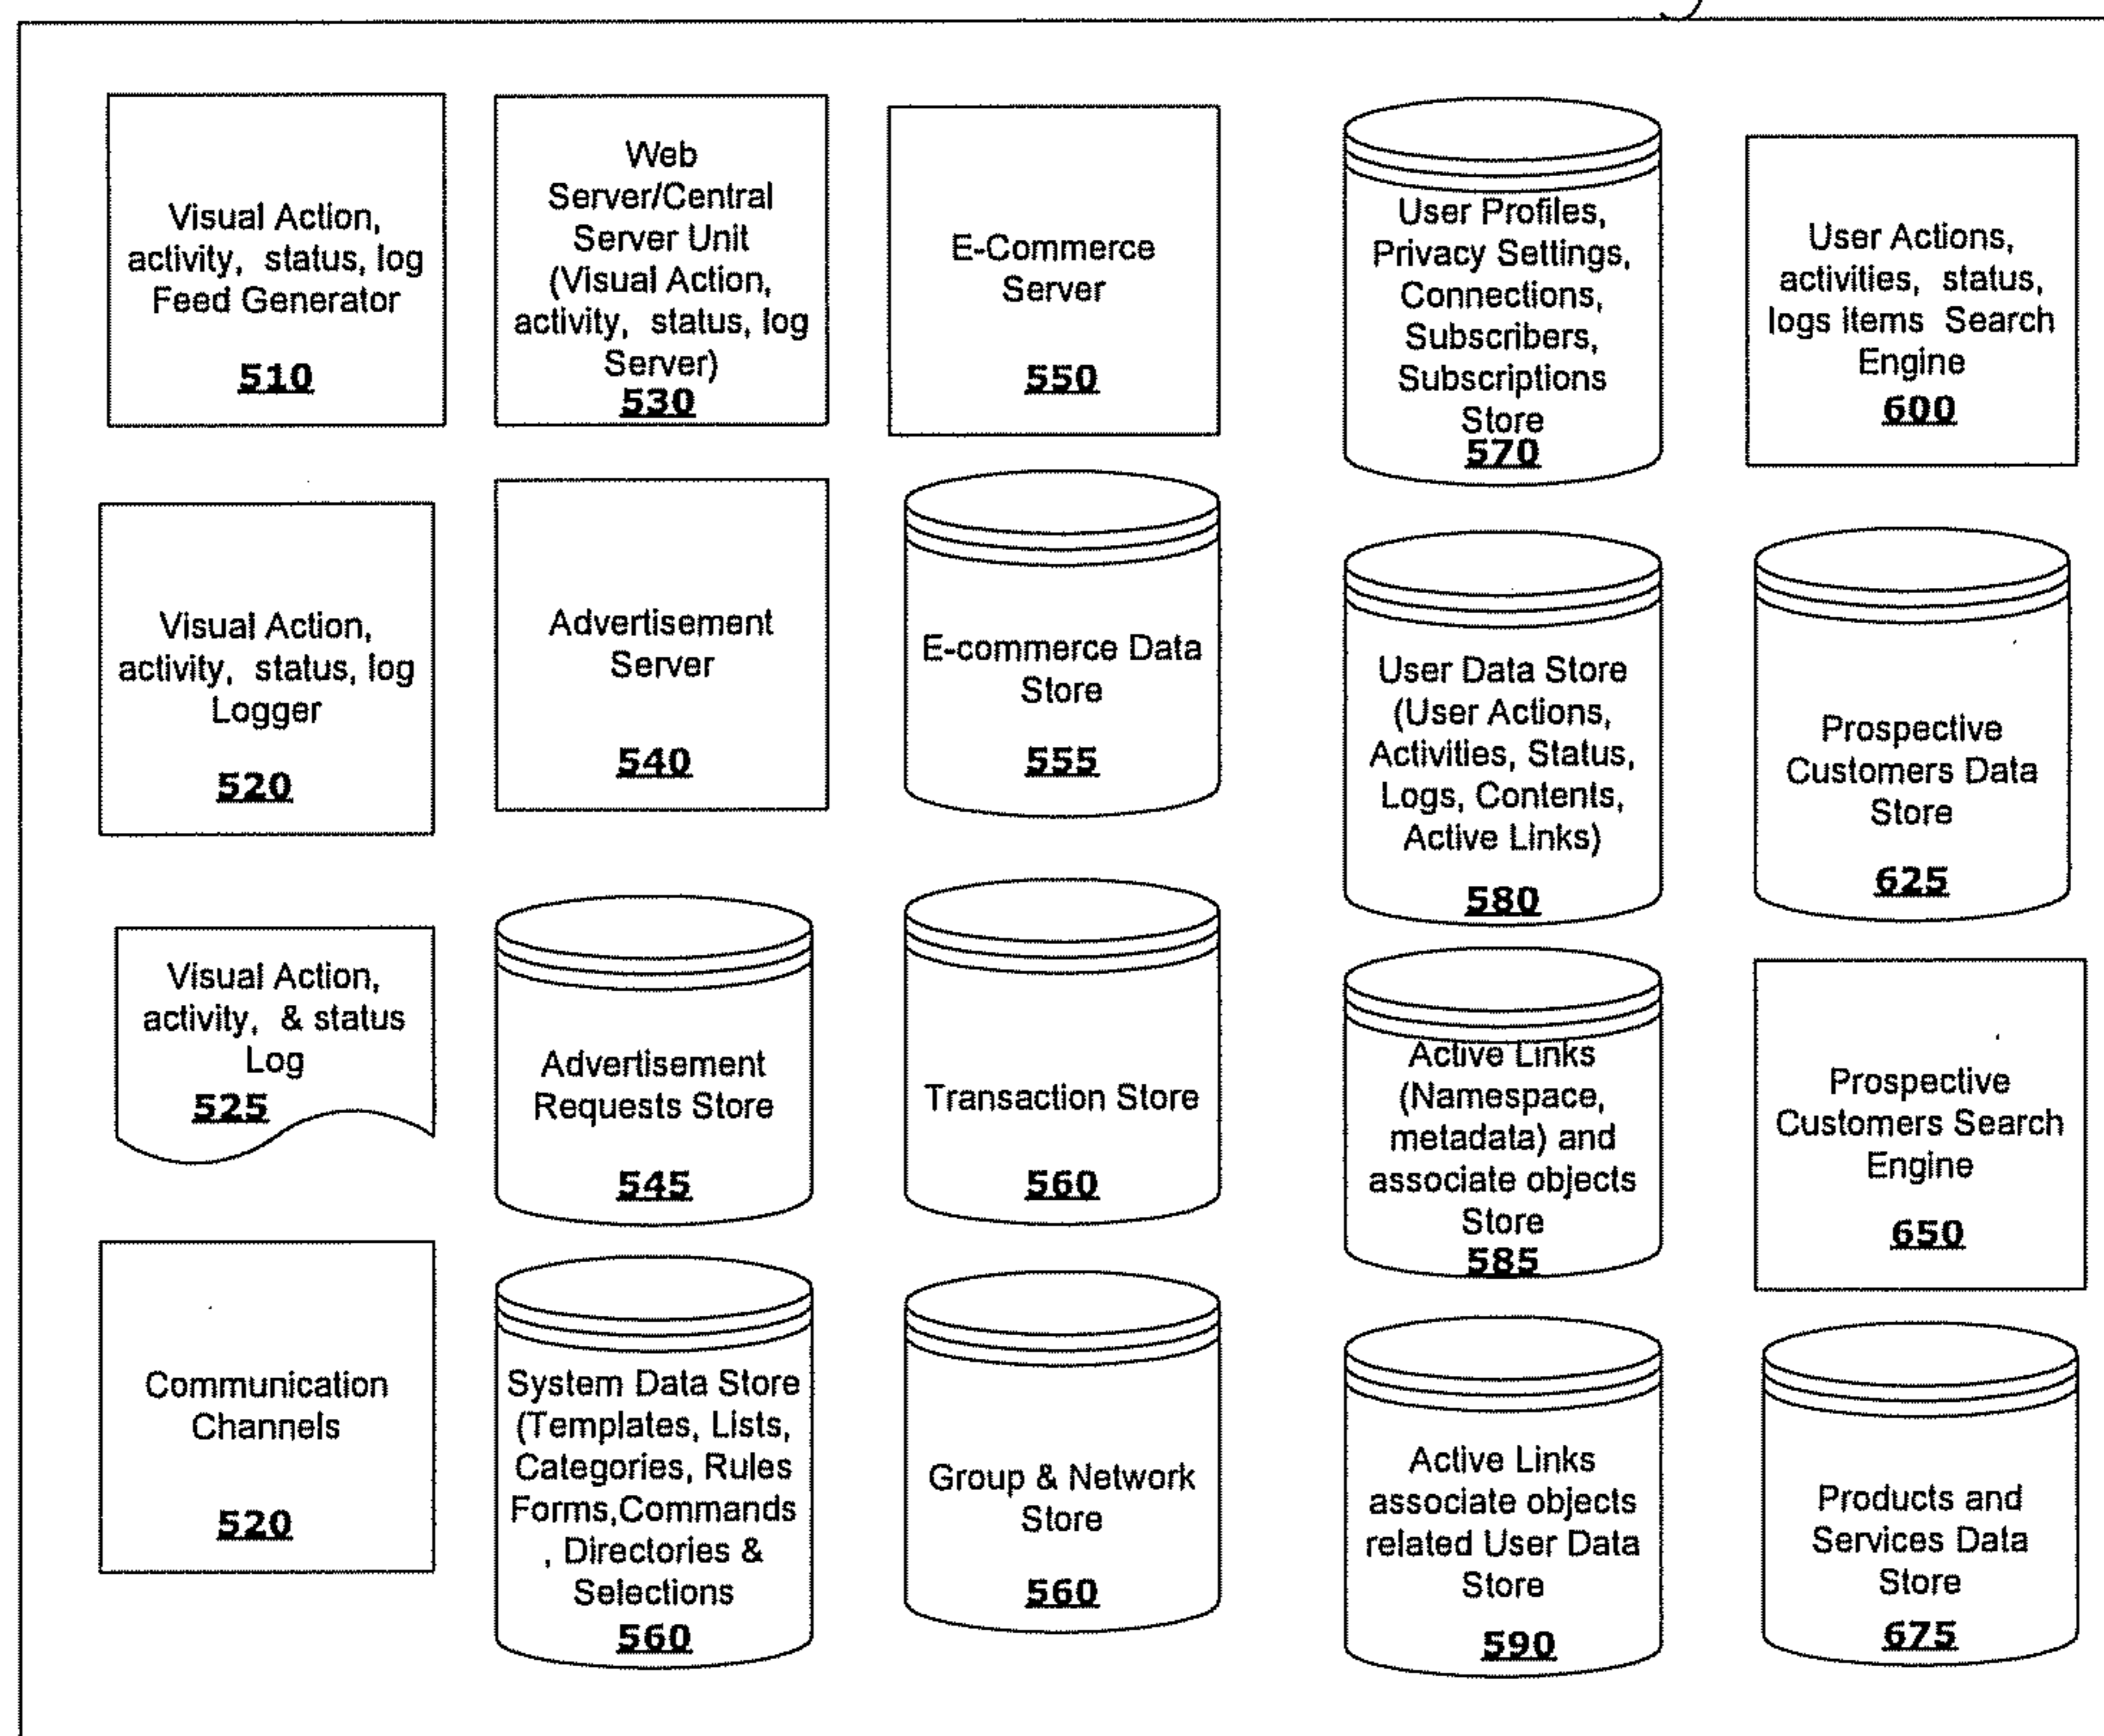 Visual Action,
activity, status, log
Feed Generator
510
Visual Action,
activity, status, log
Logger
520
Visual Action,
activity, & status
Log
525
Communication
Channels
520
Web
Server/Central
Server Unit
(Visual Action,
activity, status, log
Server)
530
Advertisement
Server
540
Advertisement
Requests Store
545
System Data Store
(Templates, Lists,
Categories, Rules
Forms,Commands
, Directories &
Selections
560
E-Commerce
Server
550
E-commerce Data
Store
555
Transaction Store
560
Group & Network
Store
560
User Profiles,
Privacy Settings,
Connections,
Subscribers,
Subscriptions
Store
570
User Data Store
(User Actions,
Activities, Status,
Logs, Contents,
Active Links)
580
Active Links
(Namespace,
metadata) and
associate objects
Store
585
Active Links
associate objects
related User Data
Store
590
User Actions,
activities, status,
logs items Search
Engine
600
Prospective
Customers Data
Store
625
Prospective
Customers Search
Engine
650
Products and
Services Data
Store
675